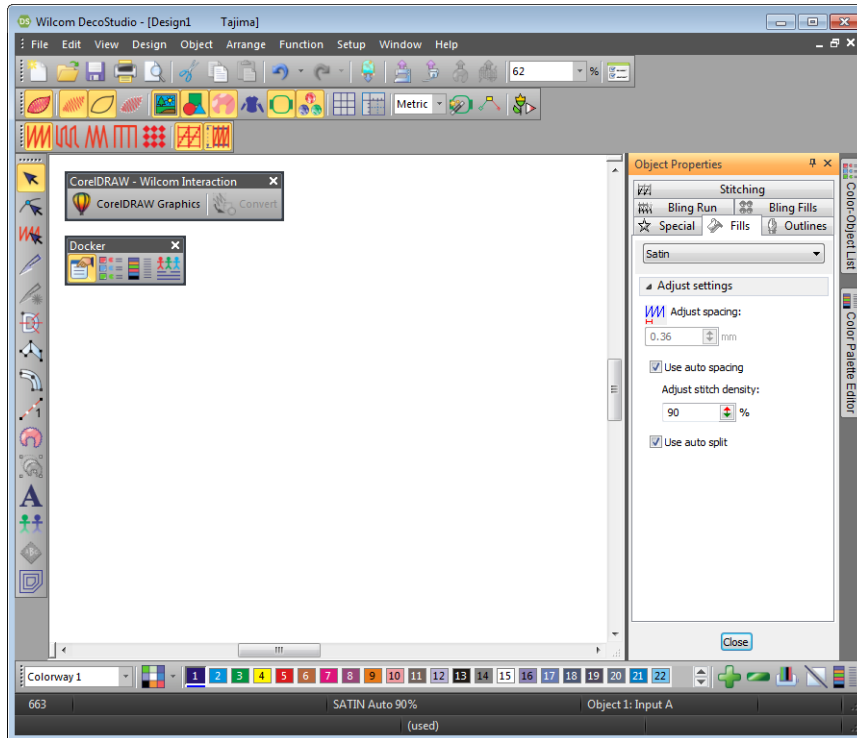 DS Wilcom DecoStudio - [Design1 Tajima]
File Edit View Design Object Arrange Function Setup Window Help
62 %
Metric
Object Properties
CorelDRAW - Wilcom Interaction
CorelDRAW Graphics Convert
Docker
Stitching
Bling Run Bling Fills
Special Fills Outlines
Satin
Adjust settings
Adjust spacing:
0.36 mm
Use auto spacing
Adjust stitch density:
90 %
Use auto split
Close
Color-Object List
Color Palette Editor
1
A
Colorway 1 1 2 3 4 5 6 7 8 9 10 11 12 13 14 15 16 17 18 19 20 21 22
663 SATIN Auto 90% Object 1: Input A
(used)